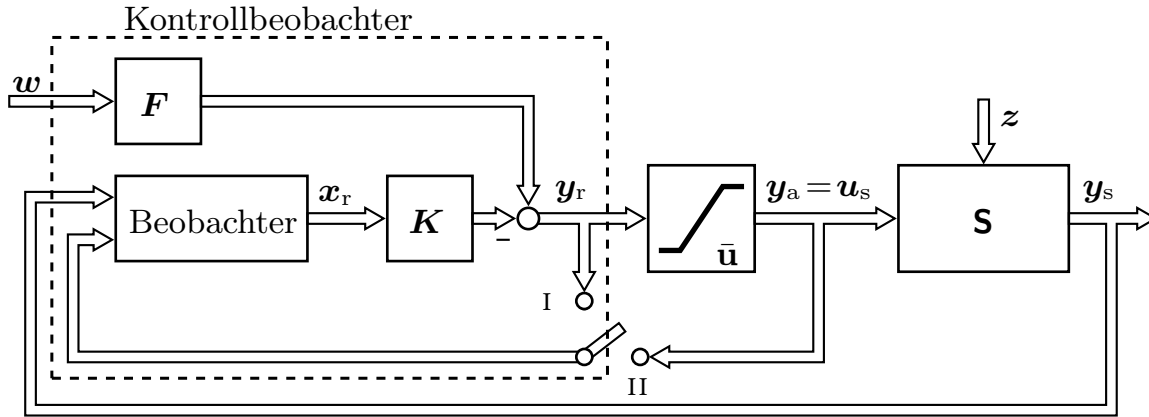 Kontrollbeobachter
w
F
z
Beobachter
x_r
K
-
y_r
ū
y_a = u_s
S
y_s
I
II